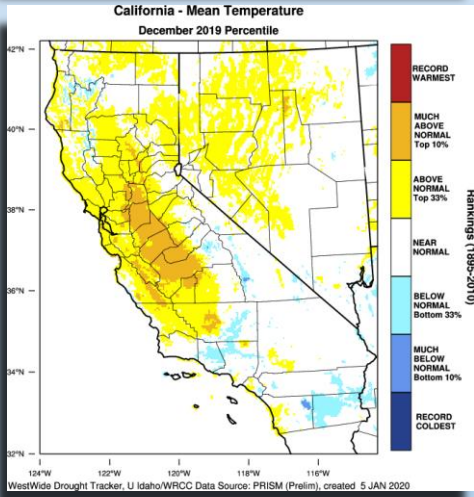 California - Mean Temperature
December 2019 Percentile
42°N
40°N
38°N
36°N
34°N
32°N
124°W
122°W
120°W
118°W
116°W
RECORD
WARMEST
MUCH
ABOVE
NORMAL
Top 10%
ABOVE
NORMAL
Top 33%
NEAR
NORMAL
BELOW
NORMAL
Bottom 33%
MUCH
BELOW
NORMAL
Bottom 10%
RECORD
COLDEST
Rankings (1895-2010)
WestWide Drought Tracker, U Idaho/WRCC Data Source: PRISM (Prelim), created 5 JAN 2020